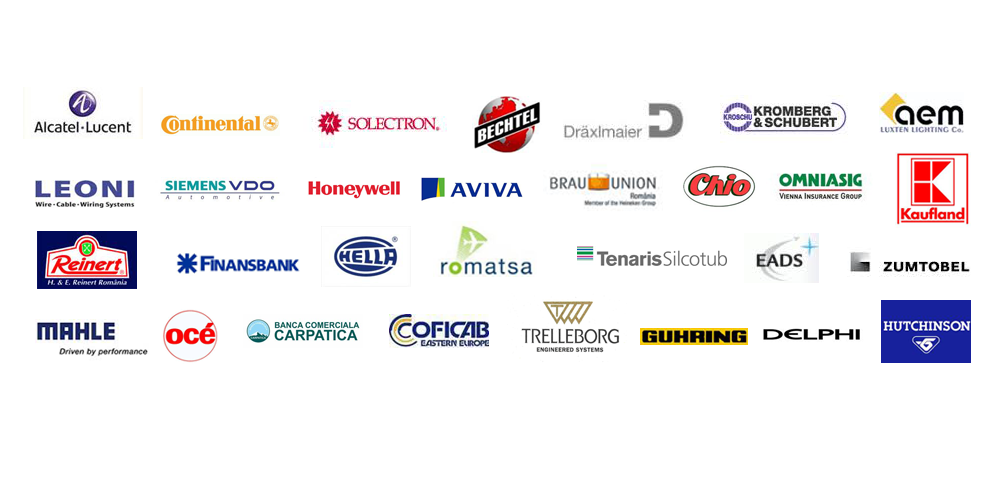 Alcatel·Lucent
Continental
SOLECTRON®
BECHTEL
Dräxlmaier
KROSCHU
KROMBERG
& SCHUBERT
aem
LUXTEN LIGHTING Co.
LEONI
Wire·Cable·Wiring Systems
SIEMENS VDO
Automotive
Honeywell
AVIVA
BRAU UNION
România
Member of the Heineken Group
Chio
OMNIASIG
VIENNA INSURANCE GROUP
K
Kaufland
Reinert
H. & E. Reinert România
FINANSBANK
HELLA®
romatsa
TenarisSilcotub
EADS
ZUMTOBEL
MAHLE
Driven by performance
océ
BANCA COMERCIALA
CARPATICA
COFICAB
EASTERN EUROPE
TRELLEBORG
ENGINEERED SYSTEMS
GUHRING
DELPHI
HUTCHINSON